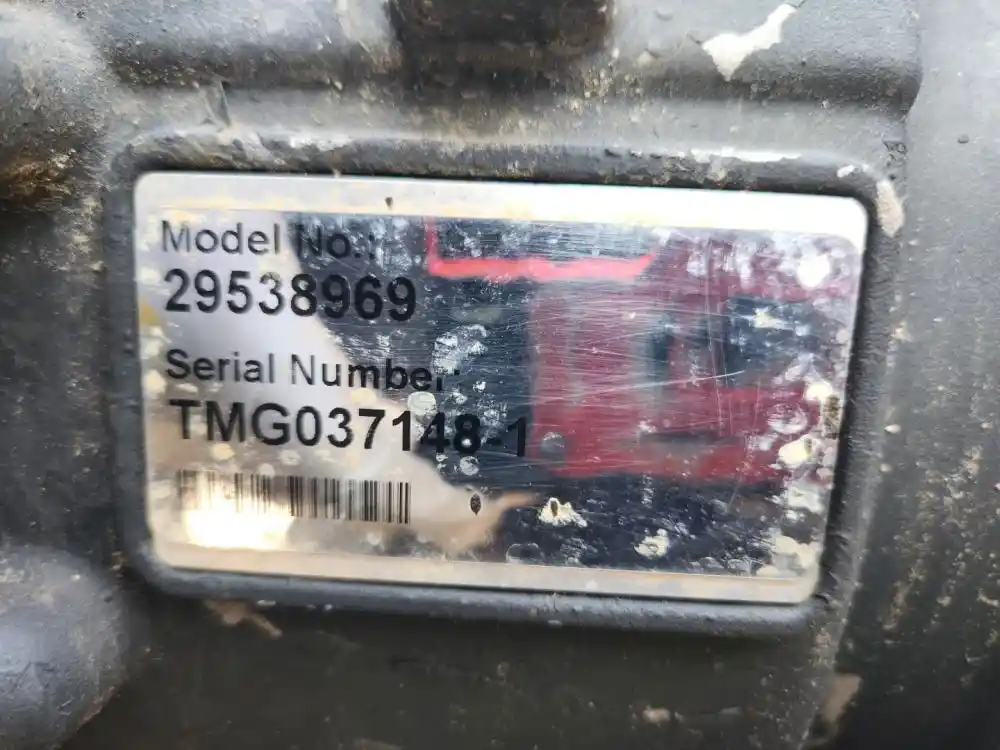 Model No.:
29538969
Serial Number:
TMG037148-1